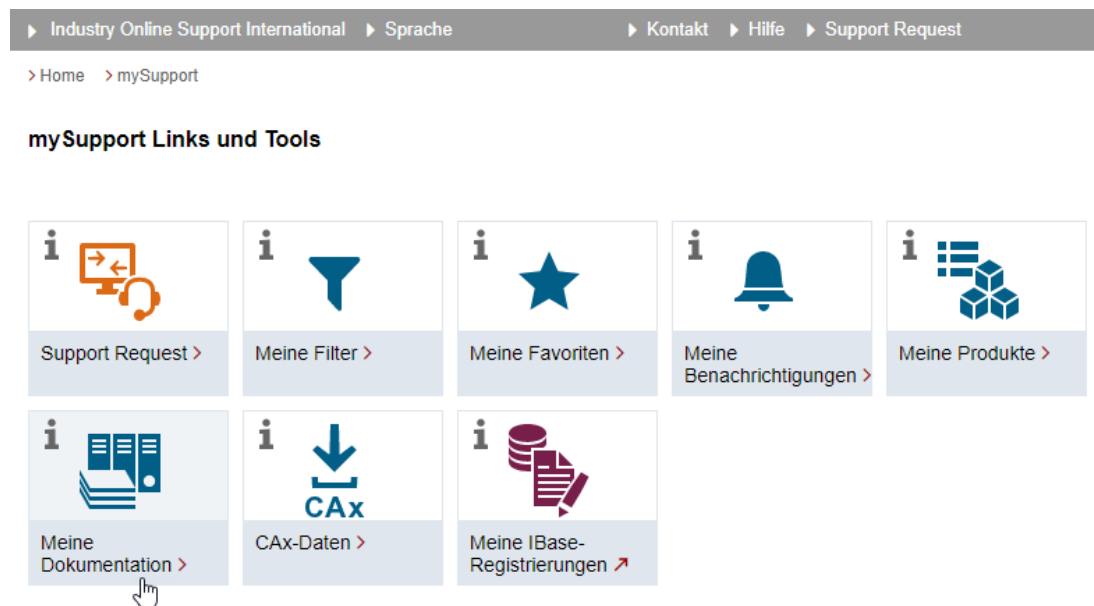 Industry Online Support International Sprache Kontakt Hilfe Support Request
Home mySupport
mySupport Links und Tools
Support Request
Meine Filter
Meine Favoriten
Meine
Benachrichtigungen
Meine Produkte
Meine
Dokumentation
CAx
CAx-Daten
Meine IBase-
Registrierungen